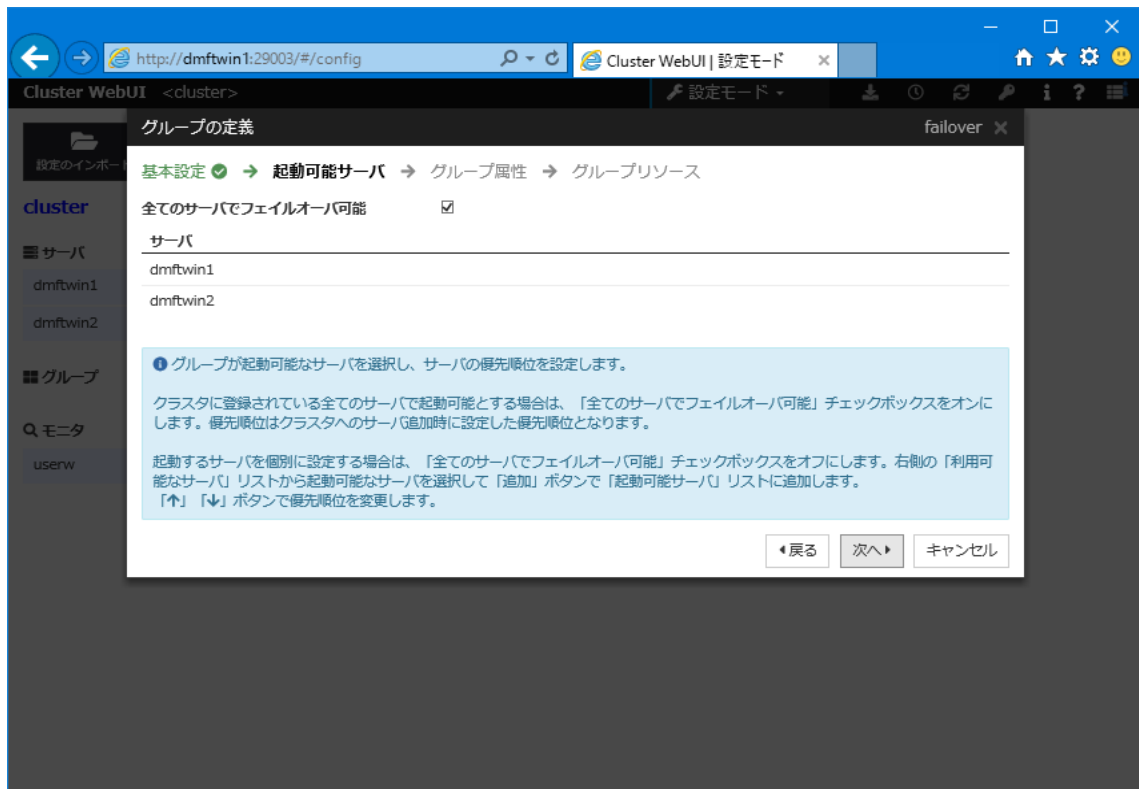 http://dmftwin1:29003/#/config
Cluster WebUI | 設定モード
Cluster WebUI <cluster>
設定モード
グループの定義
failover
設定のインポート
基本設定 → 起動可能サーバ → グループ属性 → グループリソース
cluster
全てのサーバでフェイルオーバ可能
サーバ
サーバ
dmftwin1
dmftwin1
dmftwin2
dmftwin2
グループ
モニタ
userw
グループが起動可能なサーバを選択し、サーバの優先順位を設定します。
クラスタに登録されている全てのサーバで起動可能とする場合は、「全てのサーバでフェイルオーバ可能」チェックボックスをオンに
します。優先順位はクラスタへのサーバ追加時に設定した優先順位となります。
起動するサーバを個別に設定する場合は、「全てのサーバでフェイルオーバ可能」チェックボックスをオフにします。右側の「利用可
能なサーバ」リストから起動可能なサーバを選択して「追加」ボタンで「起動可能サーバ」リストに追加します。
「↑」「↓」ボタンで優先順位を変更します。
戻る
次へ
キャンセル